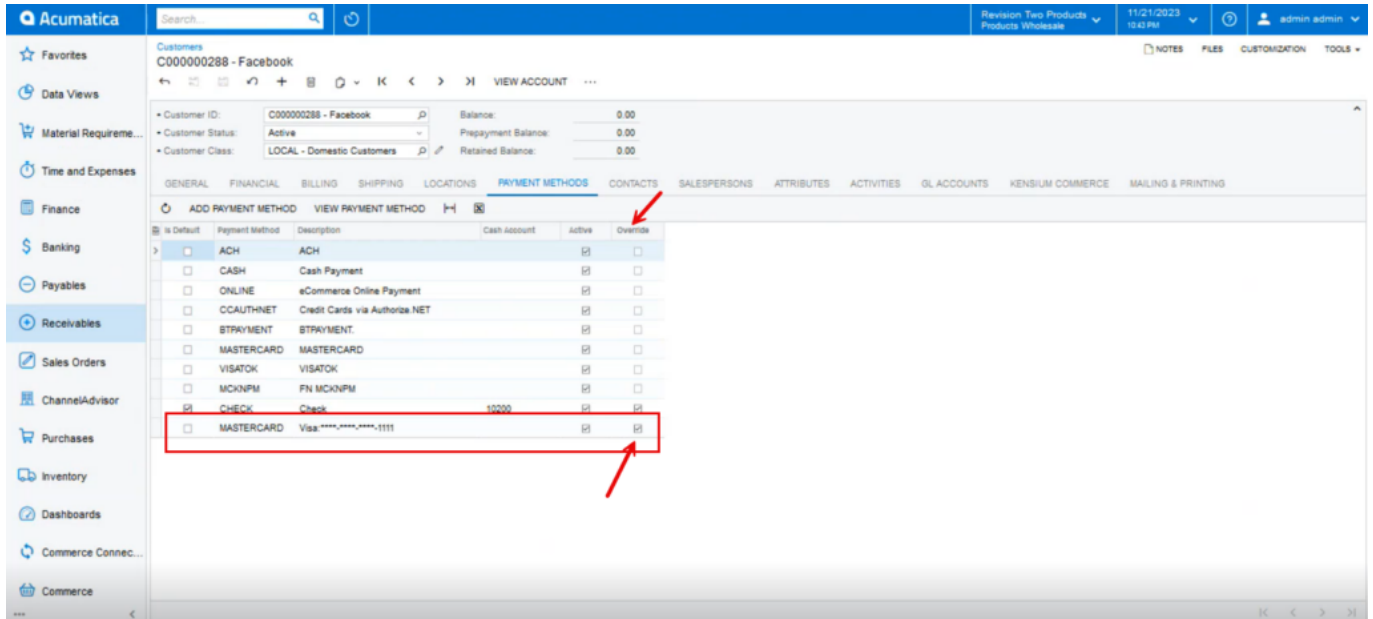 Acumatica
Search...
Revision Two Products
Products Wholesale
11/21/2023
10:43 PM
admin admin
Favorites
Data Views
Material Requireme...
Time and Expenses
Finance
Banking
Payables
Receivables
Sales Orders
ChannelAdvisor
Purchases
Inventory
Dashboards
Commerce Connec...
Commerce
Customers
C000000288 - Facebook
NOTES FILES CUSTOMIZATION TOOLS
VIEW ACCOUNT ...
Customer ID: C000000288 - Facebook Balance: 0.00
Customer Status: Active Prepayment Balance: 0.00
Customer Class: LOCAL - Domestic Customers Retained Balance: 0.00
GENERAL FINANCIAL BILLING SHIPPING LOCATIONS PAYMENT METHODS CONTACTS SALESPERSONS ATTRIBUTES ACTIVITIES GL ACCOUNTS KENSIUM COMMERCE MAILING & PRINTING
ADD PAYMENT METHOD VIEW PAYMENT METHOD
Is Default Payment Method Description Cash Account Active Override
ACH ACH
CASH Cash Payment
ONLINE eCommerce Online Payment
CCAUTHNET Credit Cards via Authorize.NET
BTPAYMENT BTPAYMENT.
MASTERCARD MASTERCARD
VISATOK VISATOK
MCKNPM FN MCKNPM
CHECK Check 10200
MASTERCARD Visa:****-****-****-1111